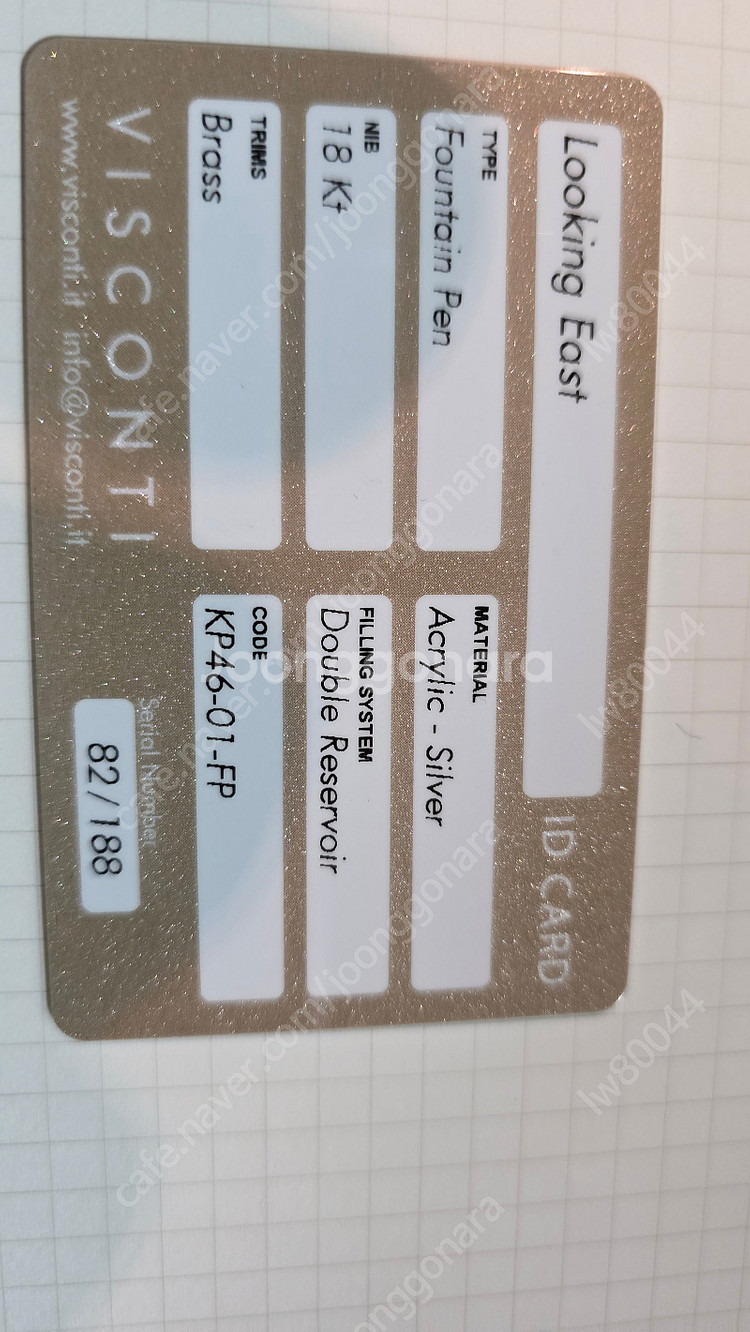 Looking East
ID CARD
TYPE
Fountain Pen
MATERIAL
Acrylic - Silver
NIB
18 Kt
FILLING SYSTEM
Double Reservoir
TRIMS
Brass
CODE
KP46-01-FP
VISCONTI
Serial Number
82/188
www.visconti.it info@visconti.it
joonggonara
cafe.naver.com/joonggonara
lw80044